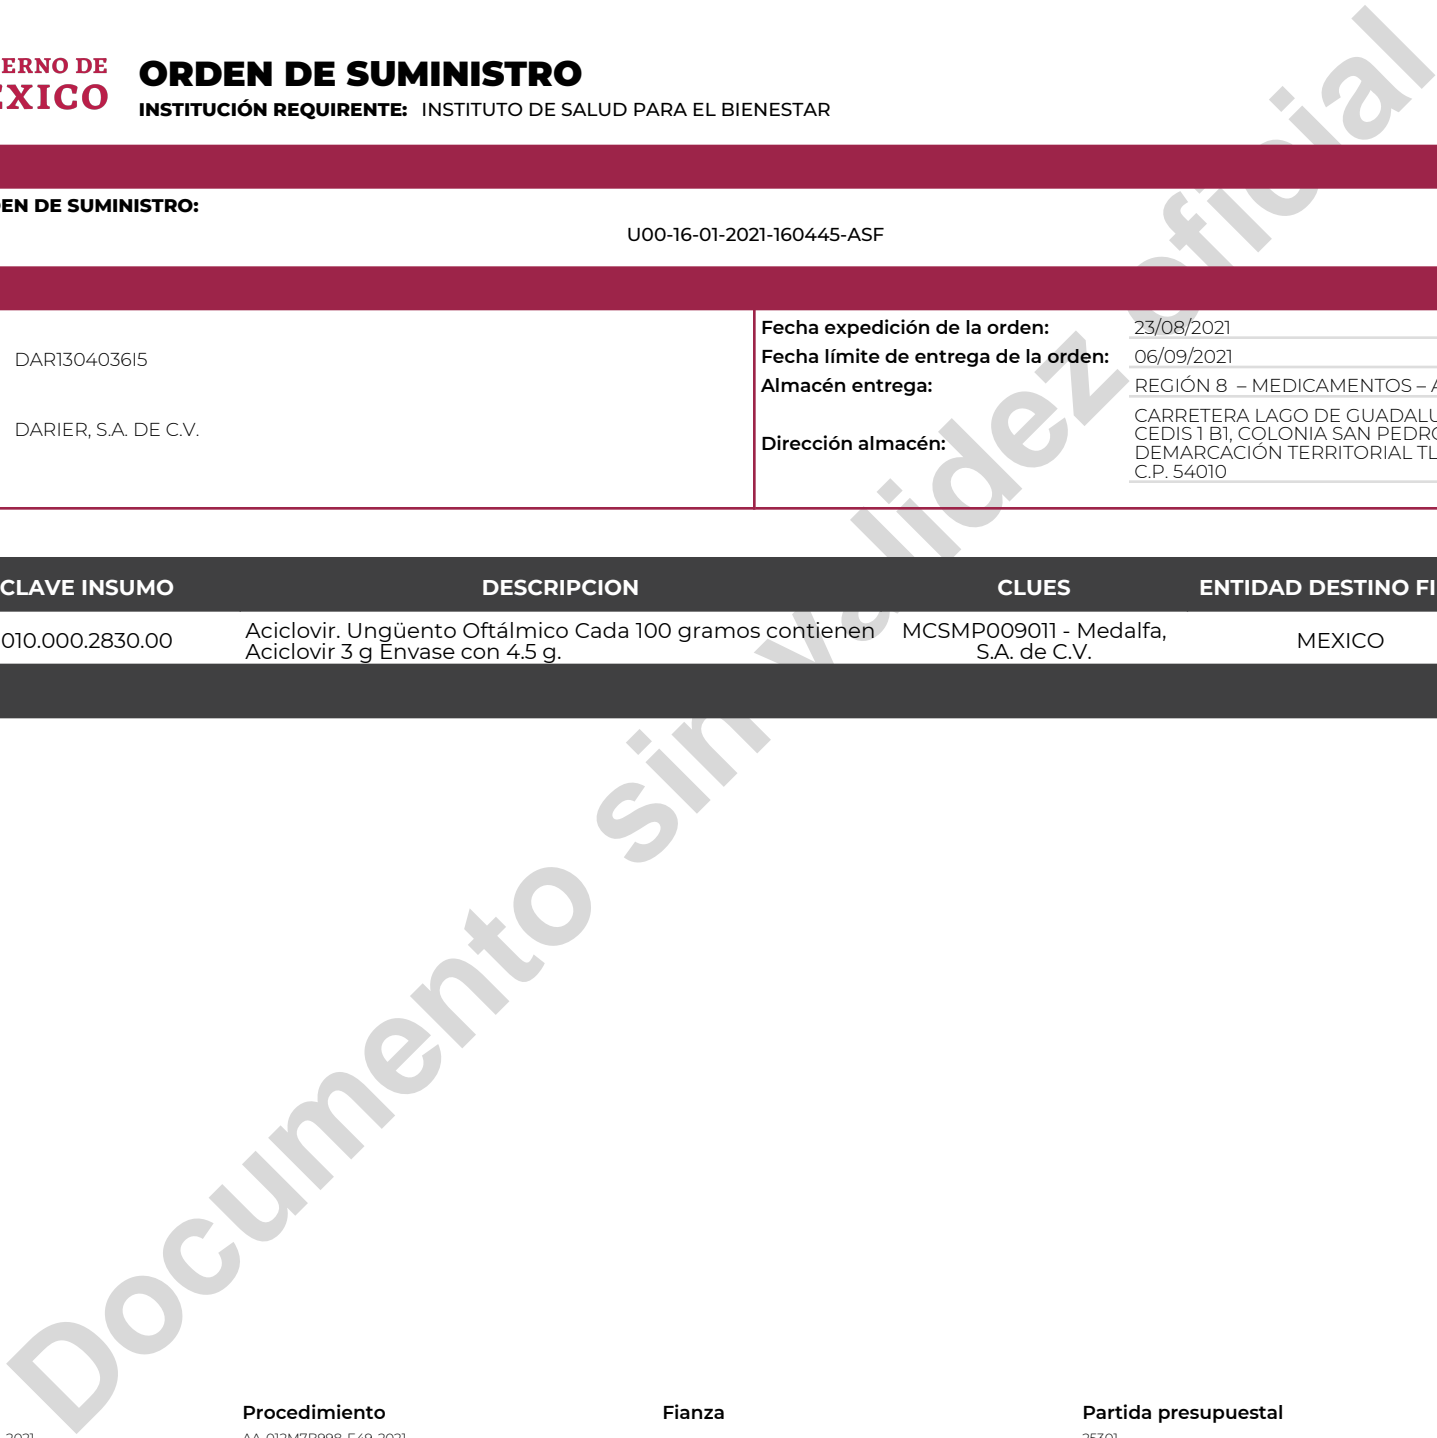 ERNO DE
ORDEN DE SUMINISTRO
INSTITUCIÓN REQUIRENTE: INSTITUTO DE SALUD PARA EL BIENESTAR
EN DE SUMINISTRO:
U00-16-01-2021-160445-ASF
DAR1304036I5
DARIER, S.A. DE C.V.
Fecha expedición de la orden: 23/08/2021
Fecha límite de entrega de la orden: 06/09/2021
Almacén entrega: REGIÓN 8 – MEDICAMENTOS –
Dirección almacén: CARRETERA LAGO DE GUADALU
CEDIS 1 B1, COLONIA SAN PEDRO
DEMARCACIÓN TERRITORIAL TL
C.P. 54010
CLAVE INSUMO DESCRIPCION CLUES ENTIDAD DESTINO FI
010.000.2830.00 Aciclovir. Ungüento Oftálmico Cada 100 gramos contienen Aciclovir 3 g Envase con 4.5 g. MCSMP009011 - Medalfa, S.A. de C.V. MEXICO
Documento sin validez oficial
Procedimiento Fianza Partida presupuestal